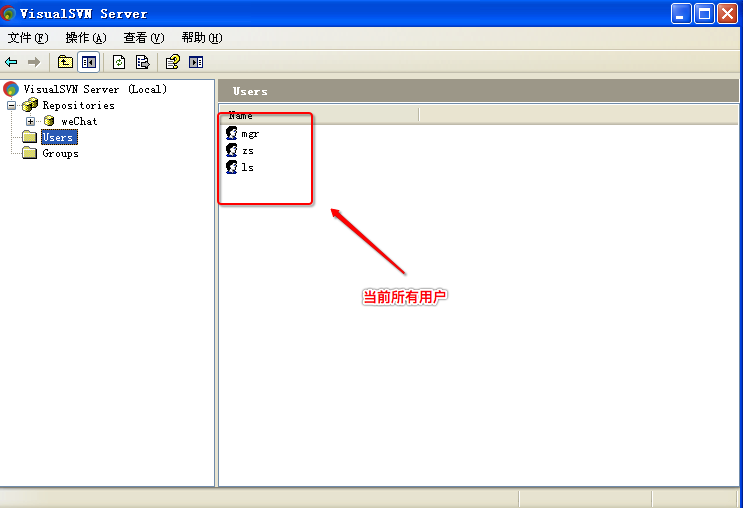 VisualSVN Server
文件(F) 操作(A) 查看(V) 帮助(H)
VisualSVN Server (Local)
Repositories
weChat
Users
Groups
Users
Name
mgr
zs
ls
当前所有用户